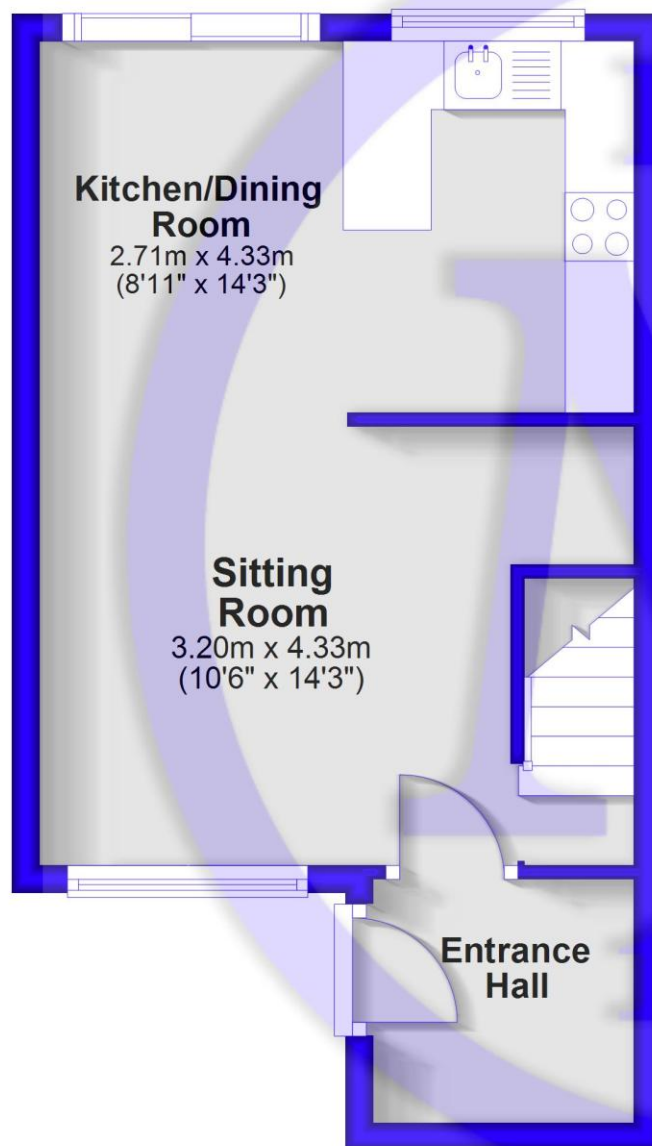 Kitchen/Dining
Room
2.71m x 4.33m
(8'11" x 14'3")
Sitting
Room
3.20m x 4.33m
(10'6" x 14'3")
Entrance
Hall